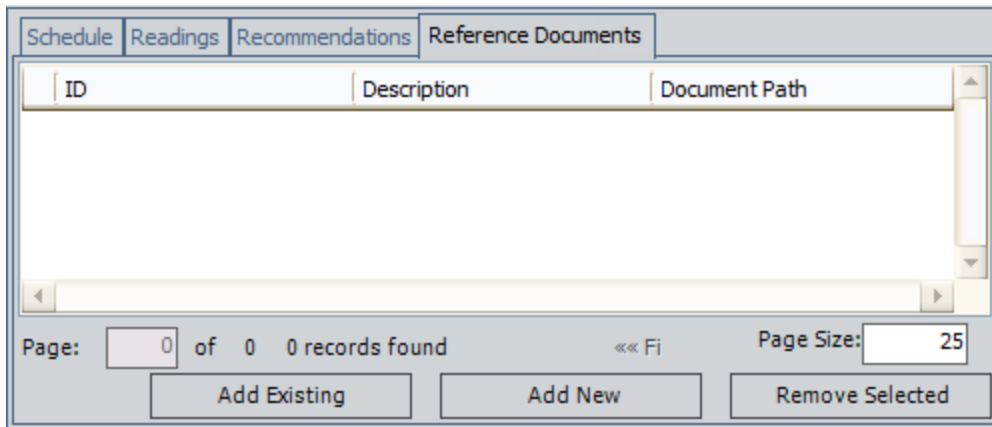 Schedule Readings Recommendations Reference Documents
ID Description Document Path
Page: 0 of 0 0 records found «« Fi Page Size: 25
Add Existing Add New Remove Selected